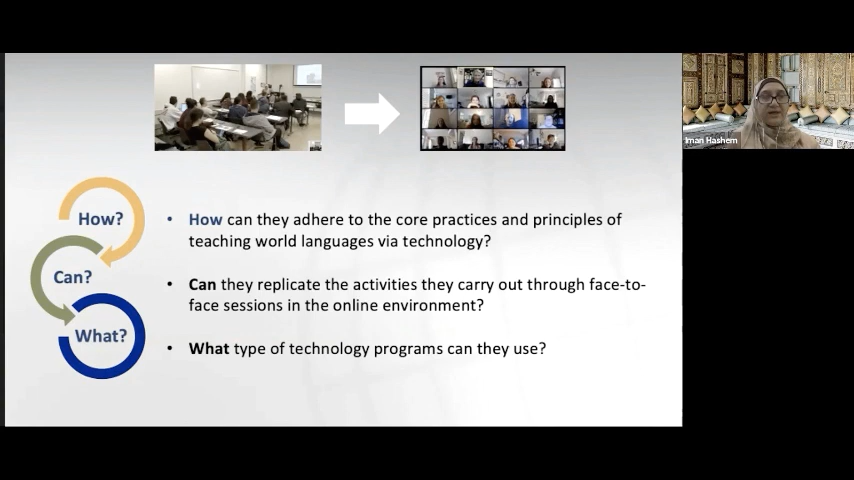 Iman Hashem
How?
Can?
What?
• How can they adhere to the core practices and principles of
teaching world languages via technology?
• Can they replicate the activities they carry out through face-to-
face sessions in the online environment?
• What type of technology programs can they use?